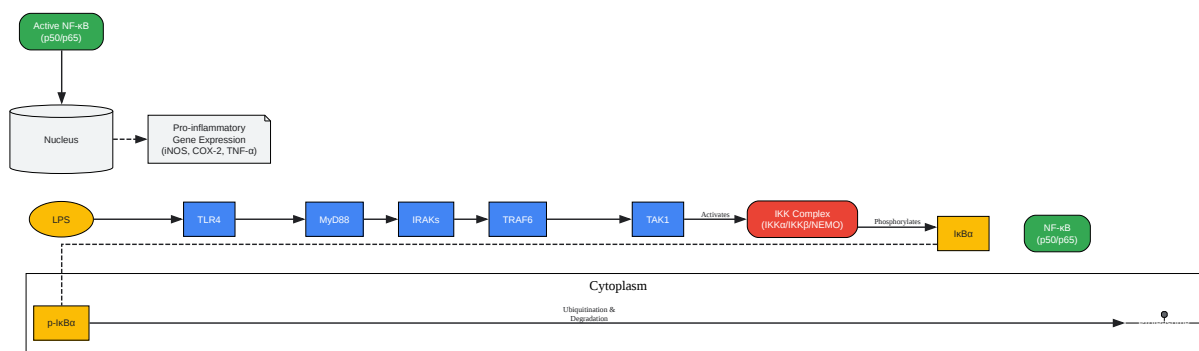 Active NF-κB
(p50/p65)
Nucleus
Pro-inflammatory
Gene Expression
(iNOS, COX-2, TNF-α)
LPS
TLR4
MyD88
IRAKs
TRAF6
TAK1
Activates
IKK Complex
(IKKα/IKKβ/NEMO)
Phosphorylates
IκBα
NF-κB
(p50/p65)
Cytoplasm
p-IκBα
Ubiquitination &
Degradation